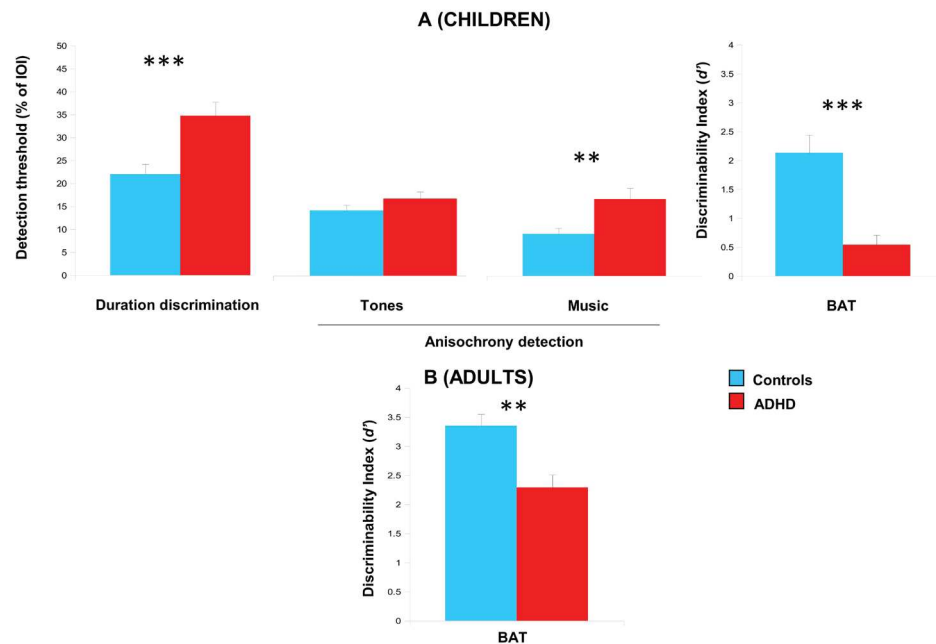 A (CHILDREN)
Detection threshold (% of IOI)
50
45
40
35
30
25
20
15
10
5
0
***
**
Duration discrimination
Tones
Music
Anisochrony detection
Discriminability Index (d')
4
3.5
3
2.5
2
1.5
1
0.5
0
***
BAT
B (ADULTS)
Discriminability Index (d')
4
3.5
3
2.5
2
1.5
1
0.5
0
**
BAT
Controls
ADHD